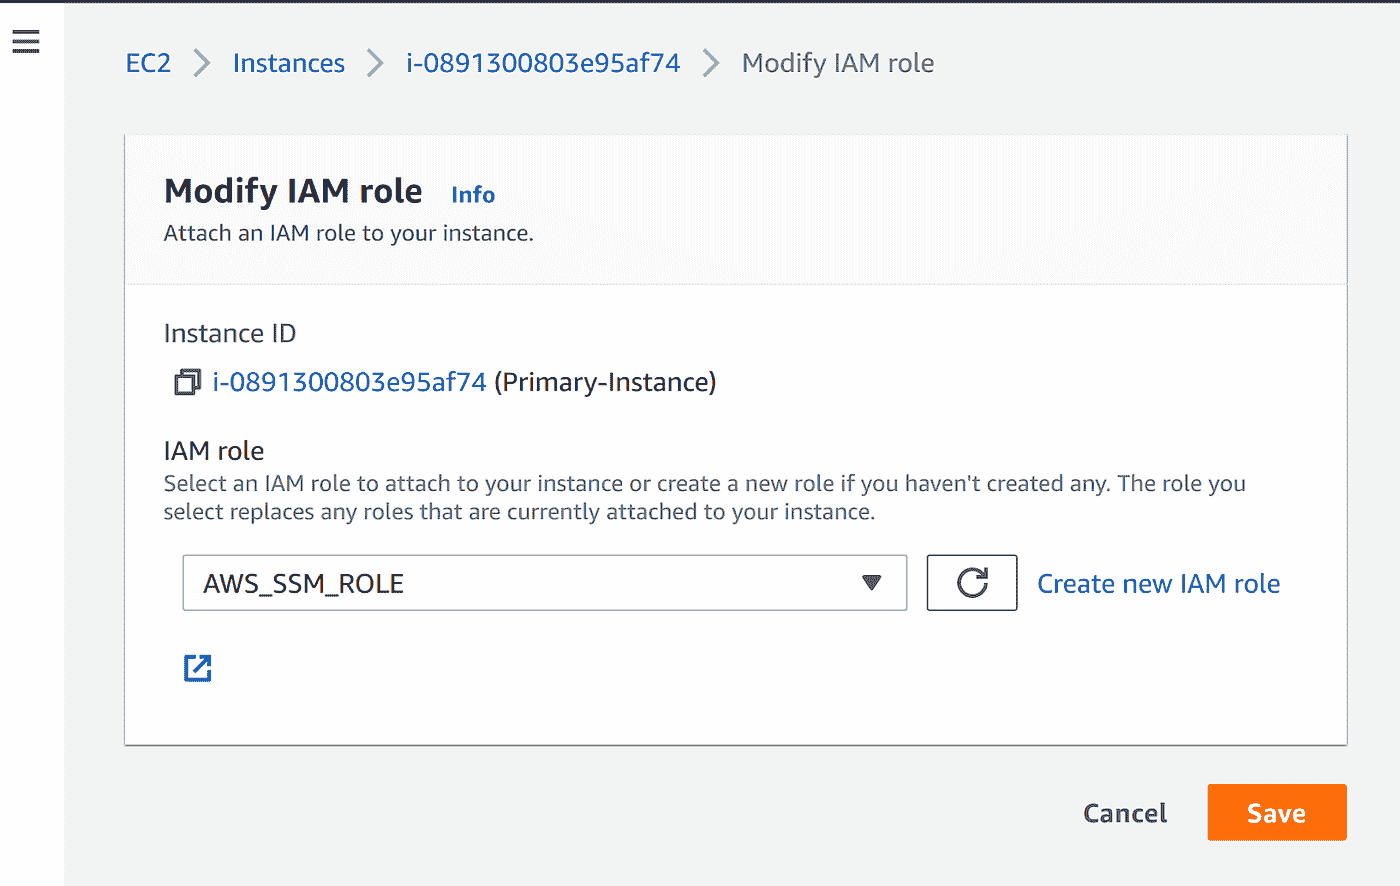 EC2 Instances i-0891300803e95af74 Modify IAM role
Modify IAM role Info
Attach an IAM role to your instance.
Instance ID
i-0891300803e95af74 (Primary-Instance)
IAM role
Select an IAM role to attach to your instance or create a new role if you haven't created any. The role you
select replaces any roles that are currently attached to your instance.
AWS_SSM_ROLE Create new IAM role
Cancel Save